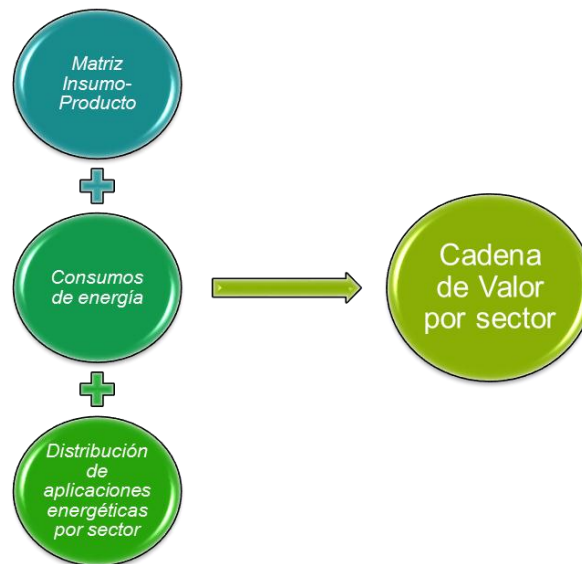 Matriz
Insumo-
Producto
Consumos
de energía
Distribución
de
aplicaciones
energéticas
por sector
Cadena
de Valor
por sector